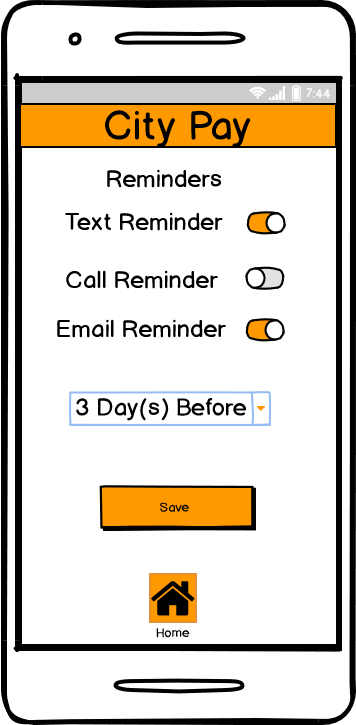 7:44
City Pay
Reminders
Text Reminder
Call Reminder
Email Reminder
3 Day(s) Before
Save
Home